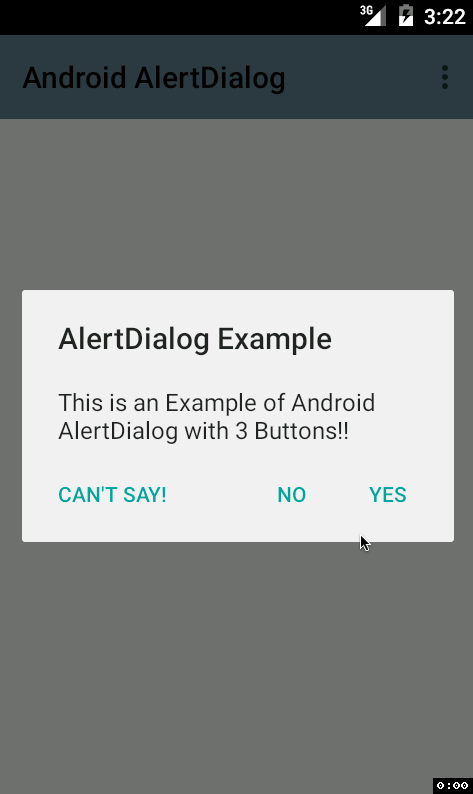 3G 3:22
Android AlertDialog
AlertDialog Example
This is an Example of Android
AlertDialog with 3 Buttons!!
CAN'T SAY! NO YES
0:00